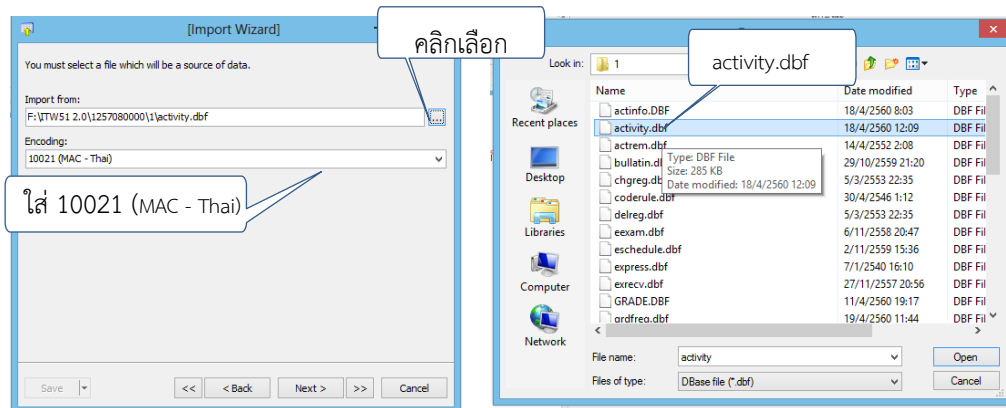 [Import Wizard]
You must select a file which will be a source of data.
Import from:
F:\ITW51 2.0\1257080000\1\activity.dbf
...
Encoding:
10021 (MAC - Thai)
คลิกเลือก
ใส่ 10021 (MAC - Thai)
Save
<<
< Back
Next >
>>
Cancel
activity.dbf
Look in:
1
Recent places
Desktop
Libraries
Computer
Network
Name Date modified Type
actinfo.DBF 18/4/2560 8:03 DBF Fil
activity.dbf 18/4/2560 12:09 DBF Fil
actrem.dbf 14/4/2552 2:08 DBF Fil
bullatin.d 29/10/2559 21:20 DBF Fil
chgreg.db 5/3/2553 22:35 DBF Fil
coderule.dbf 30/4/2546 1:12 DBF Fil
delreg.dbf 5/3/2553 22:35 DBF Fil
eexam.dbf 6/11/2558 20:47 DBF Fil
eschedule.dbf 2/11/2559 15:36 DBF Fil
express.dbf 7/1/2540 16:10 DBF Fil
exrecv.dbf 27/11/2557 20:56 DBF Fil
GRADE.DBF 11/4/2560 19:17 DBF Fil
grdfreq.dbf 19/4/2560 11:44 DBF Fil
Type: DBF File
Size: 285 KB
Date modified: 18/4/2560 12:09
File name: activity
Open
Files of type: DBase file (*.dbf)
Cancel